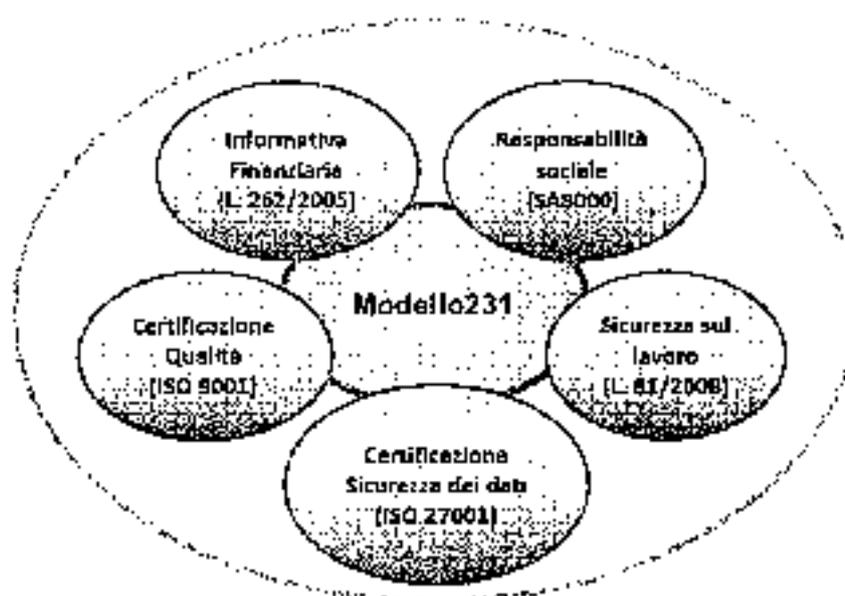 Informativa
Finanziaria
(L. 262/2005)
Responsabilità
sociale
(SA8000)
Modello231
Certificazione
Qualità
(ISO 9001)
Sicurezza sul
lavoro
(L. 81/2008)
Certificazione
Sicurezza dei dati
(ISO 27001)